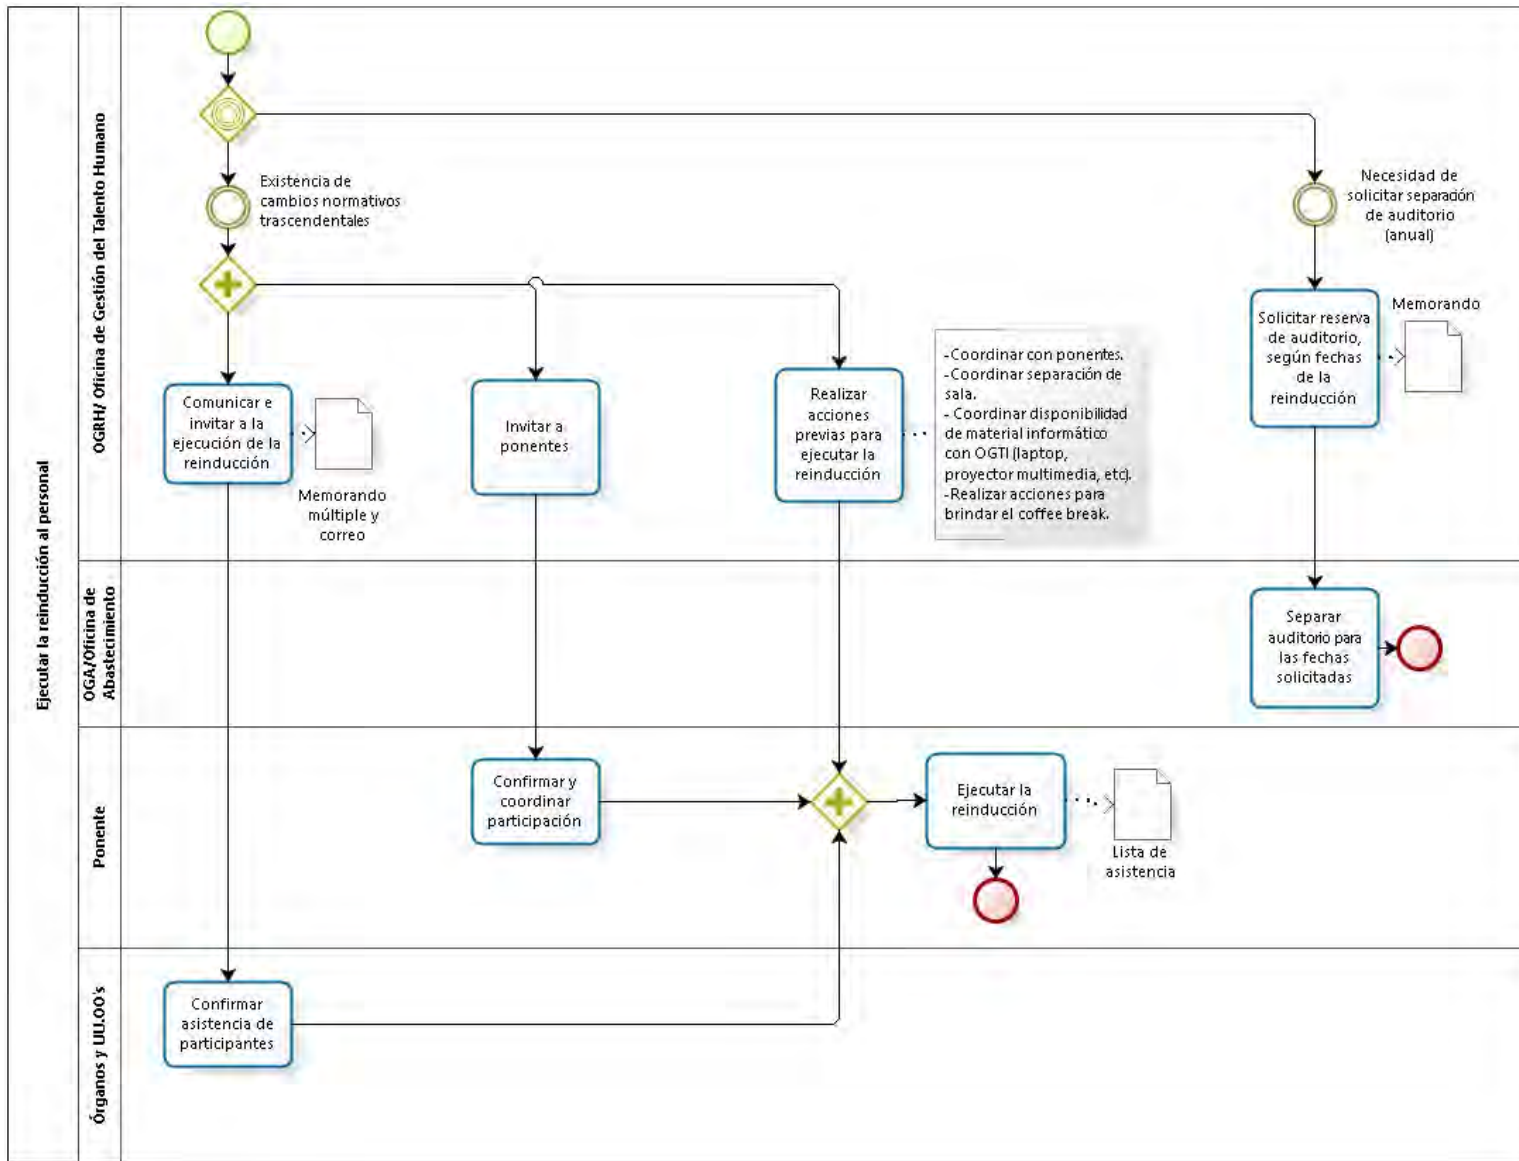 Ejecutar la reinducción al personal
OGRH/ Oficina de Gestión del Talento Humano
Existencia de
cambios normativos
trascendentales
Necesidad de
solicitar separación
de auditorio
(anual)
Comunicar e
invitar a la
ejecución de la
reinducción
Memorando
múltiple y
correo
Invitar a
ponentes
Realizar
acciones
previas para
ejecutar la
reinducción
-Coordinar con ponentes.
-Coordinar separación de
sala.
- Coordinar disponibilidad
de material informático
con OGTI (laptop,
proyector multimedia, etc).
-Realizar acciones para
brindar el coffee break.
Solicitar reserva
de auditorio,
según fechas
de la
reinducción
Memorando
OGA/Oficina de
Abastecimiento
Separar
auditorio para
las fechas
solicitadas
Ponente
Confirmar y
coordinar
participación
Ejecutar la
reinducción
Lista de
asistencia
Órganos y UU.OO's
Confirmar
asistencia de
participantes